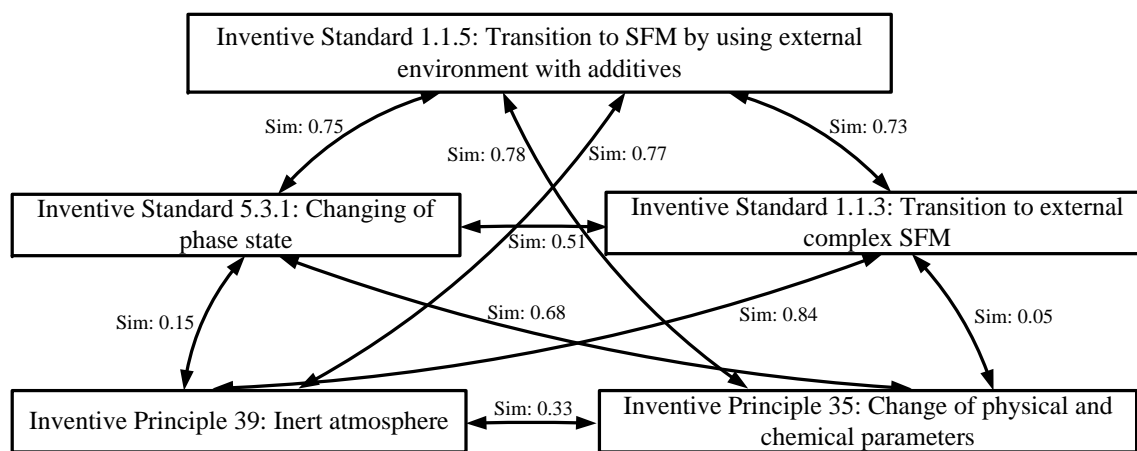 Inventive Standard 1.1.5: Transition to SFM by using external
environment with additives
Sim: 0.75
Sim: 0.78
Sim: 0.77
Sim: 0.73
Inventive Standard 5.3.1: Changing of
phase state
Sim: 0.51
Inventive Standard 1.1.3: Transition to external
complex SFM
Sim: 0.15
Sim: 0.68
Sim: 0.84
Sim: 0.05
Inventive Principle 39: Inert atmosphere
Sim: 0.33
Inventive Principle 35: Change of physical and
chemical parameters